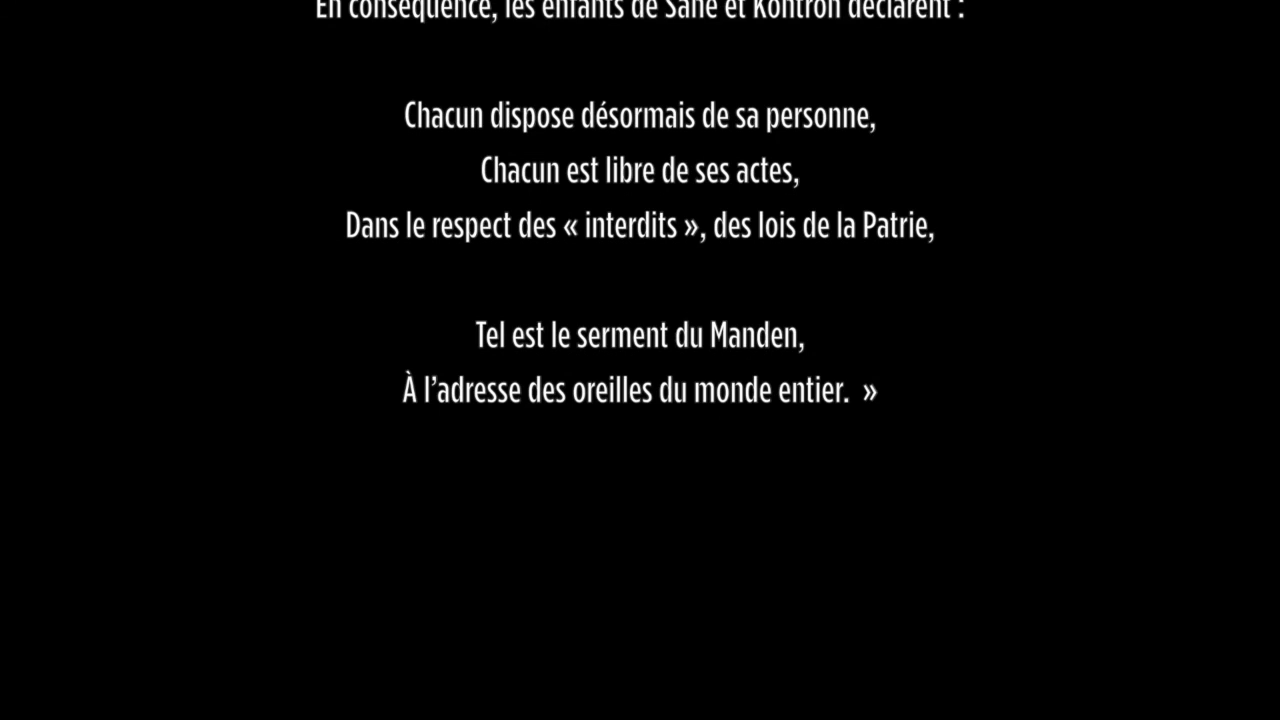 En conséquence, les enfants de Sané et Kontron déclarent :
Chacun dispose désormais de sa personne,
Chacun est libre de ses actes,
Dans le respect des « interdits », des lois de la Patrie,
Tel est le serment du Manden,
À l’adresse des oreilles du monde entier. »